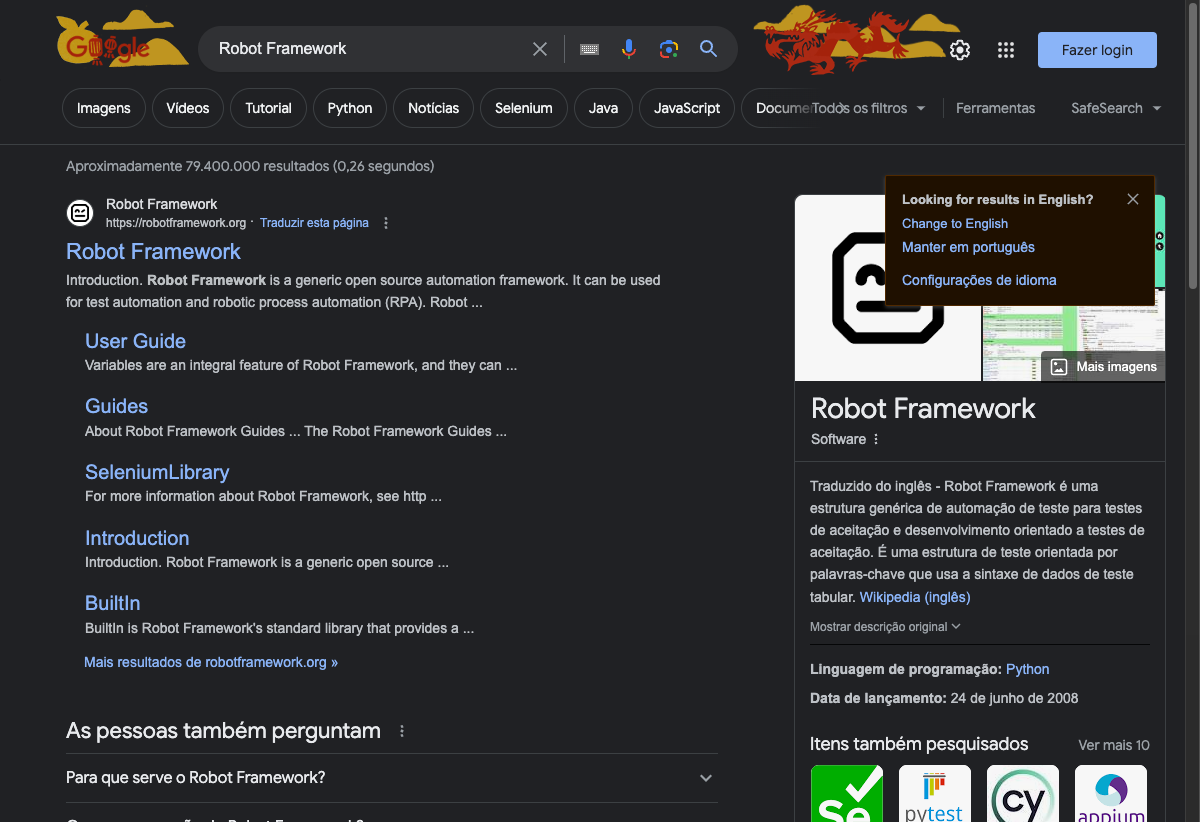 Google
Robot Framework
Fazer login
Imagens
Vídeos
Tutorial
Python
Notícias
Selenium
Java
JavaScript
Todos os filtros
Ferramentas
SafeSearch
Aproximadamente 79.400.000 resultados (0,26 segundos)
Robot Framework
https://robotframework.org · Traduzir esta página
Robot Framework
Introduction. Robot Framework is a generic open source automation framework. It can be used
for test automation and robotic process automation (RPA). Robot ...
User Guide
Variables are an integral feature of Robot Framework, and they can ...
Guides
About Robot Framework Guides ... The Robot Framework Guides ...
SeleniumLibrary
For more information about Robot Framework, see http ...
Introduction
Introduction. Robot Framework is a generic open source ...
BuiltIn
BuiltIn is Robot Framework's standard library that provides a ...
Mais resultados de robotframework.org »
As pessoas também perguntam
Para que serve o Robot Framework?
Looking for results in English?
Change to English
Manter em português
Configurações de idioma
Mais imagens
Robot Framework
Software
Traduzido do inglês - Robot Framework é uma
estrutura genérica de automação de teste para testes
de aceitação e desenvolvimento orientado a testes de
aceitação. É uma estrutura de teste orientada por
palavras-chave que usa a sintaxe de dados de teste
tabular. Wikipedia (inglês)
Mostrar descrição original
Linguagem de programação: Python
Data de lançamento: 24 de junho de 2008
Itens também pesquisados
Ver mais 10
Se
pytest
cy
appium